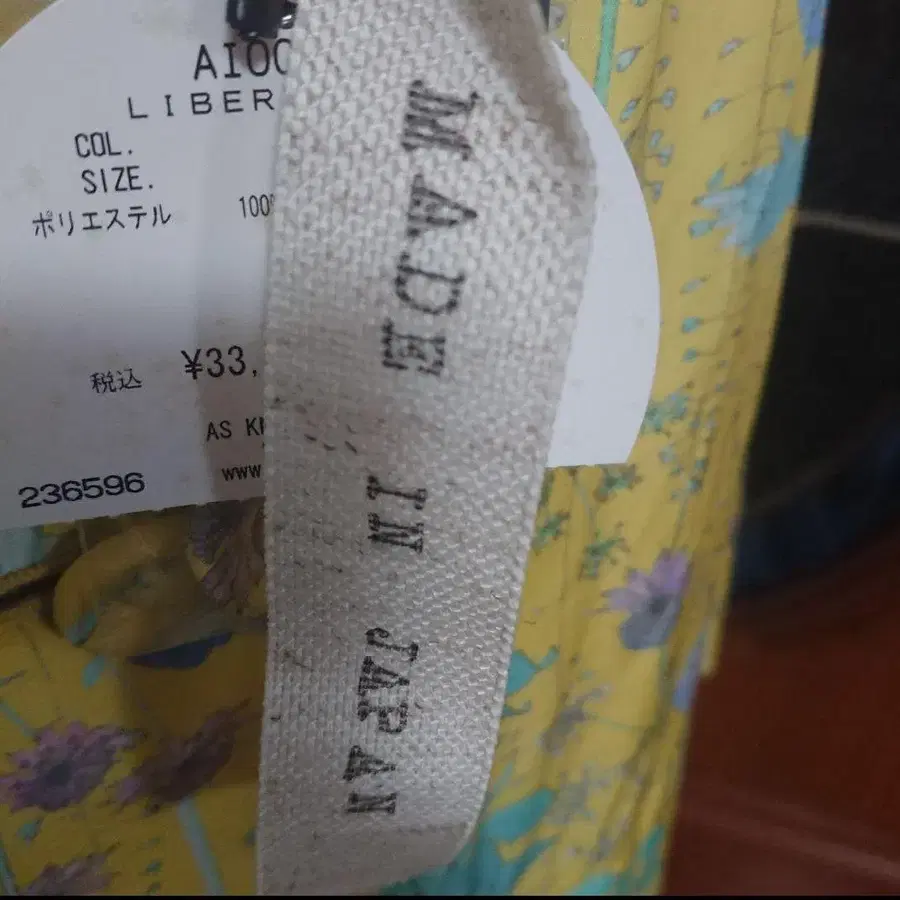 AI00
LIBER
COL.
SIZE.
ポリエステル 100%
税込 ¥33,
AS K
www.
236596
MADE IN JAPAN